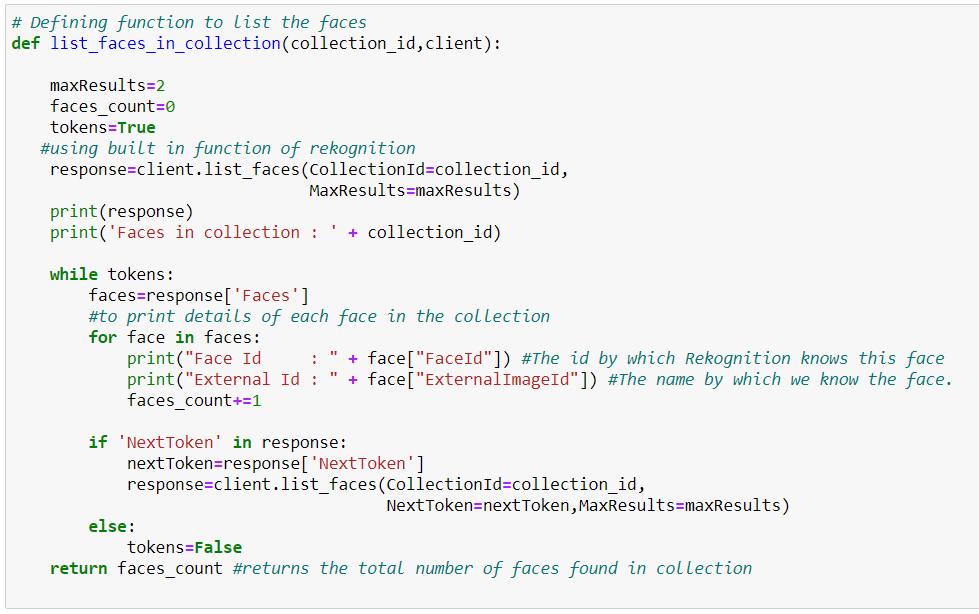 # Defining function to list the faces
def list_faces_in_collection(collection_id,client):
maxResults=2
faces_count=0
tokens=True
#using built in function of rekognition
response=client.list_faces(CollectionId=collection_id,
MaxResults=maxResults)
print(response)
print('Faces in collection : ' + collection_id)
while tokens:
faces=response['Faces']
#to print details of each face in the collection
for face in faces:
print("Face Id     : " + face["FaceId"]) #The id by which Rekognition knows this face
print("External Id : " + face["ExternalImageId"]) #The name by which we know the face.
faces_count+=1
if 'NextToken' in response:
nextToken=response['NextToken']
response=client.list_faces(CollectionId=collection_id,
NextToken=nextToken,MaxResults=maxResults)
else:
tokens=False
return faces_count #returns the total number of faces found in collection